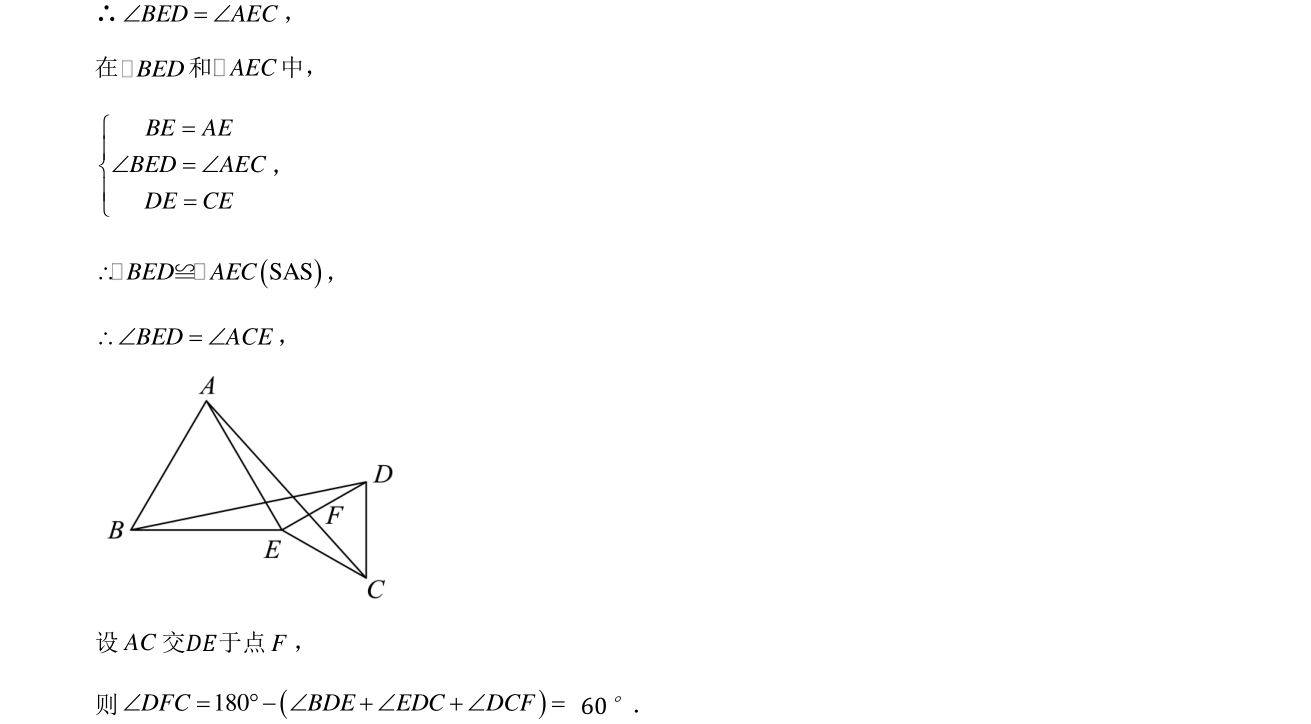 ∴∠BED=∠AEC，
在□BED和□AEC中，
BE=AE
∠BED=∠AEC，
DE=CE
∴□BED≌□AEC(SAS)，
∴∠BED=∠ACE，
A
D
F
B
E
C
设AC交DE于点F，
则∠DFC=180°−(∠BDE+∠EDC+∠DCF)= 60°．